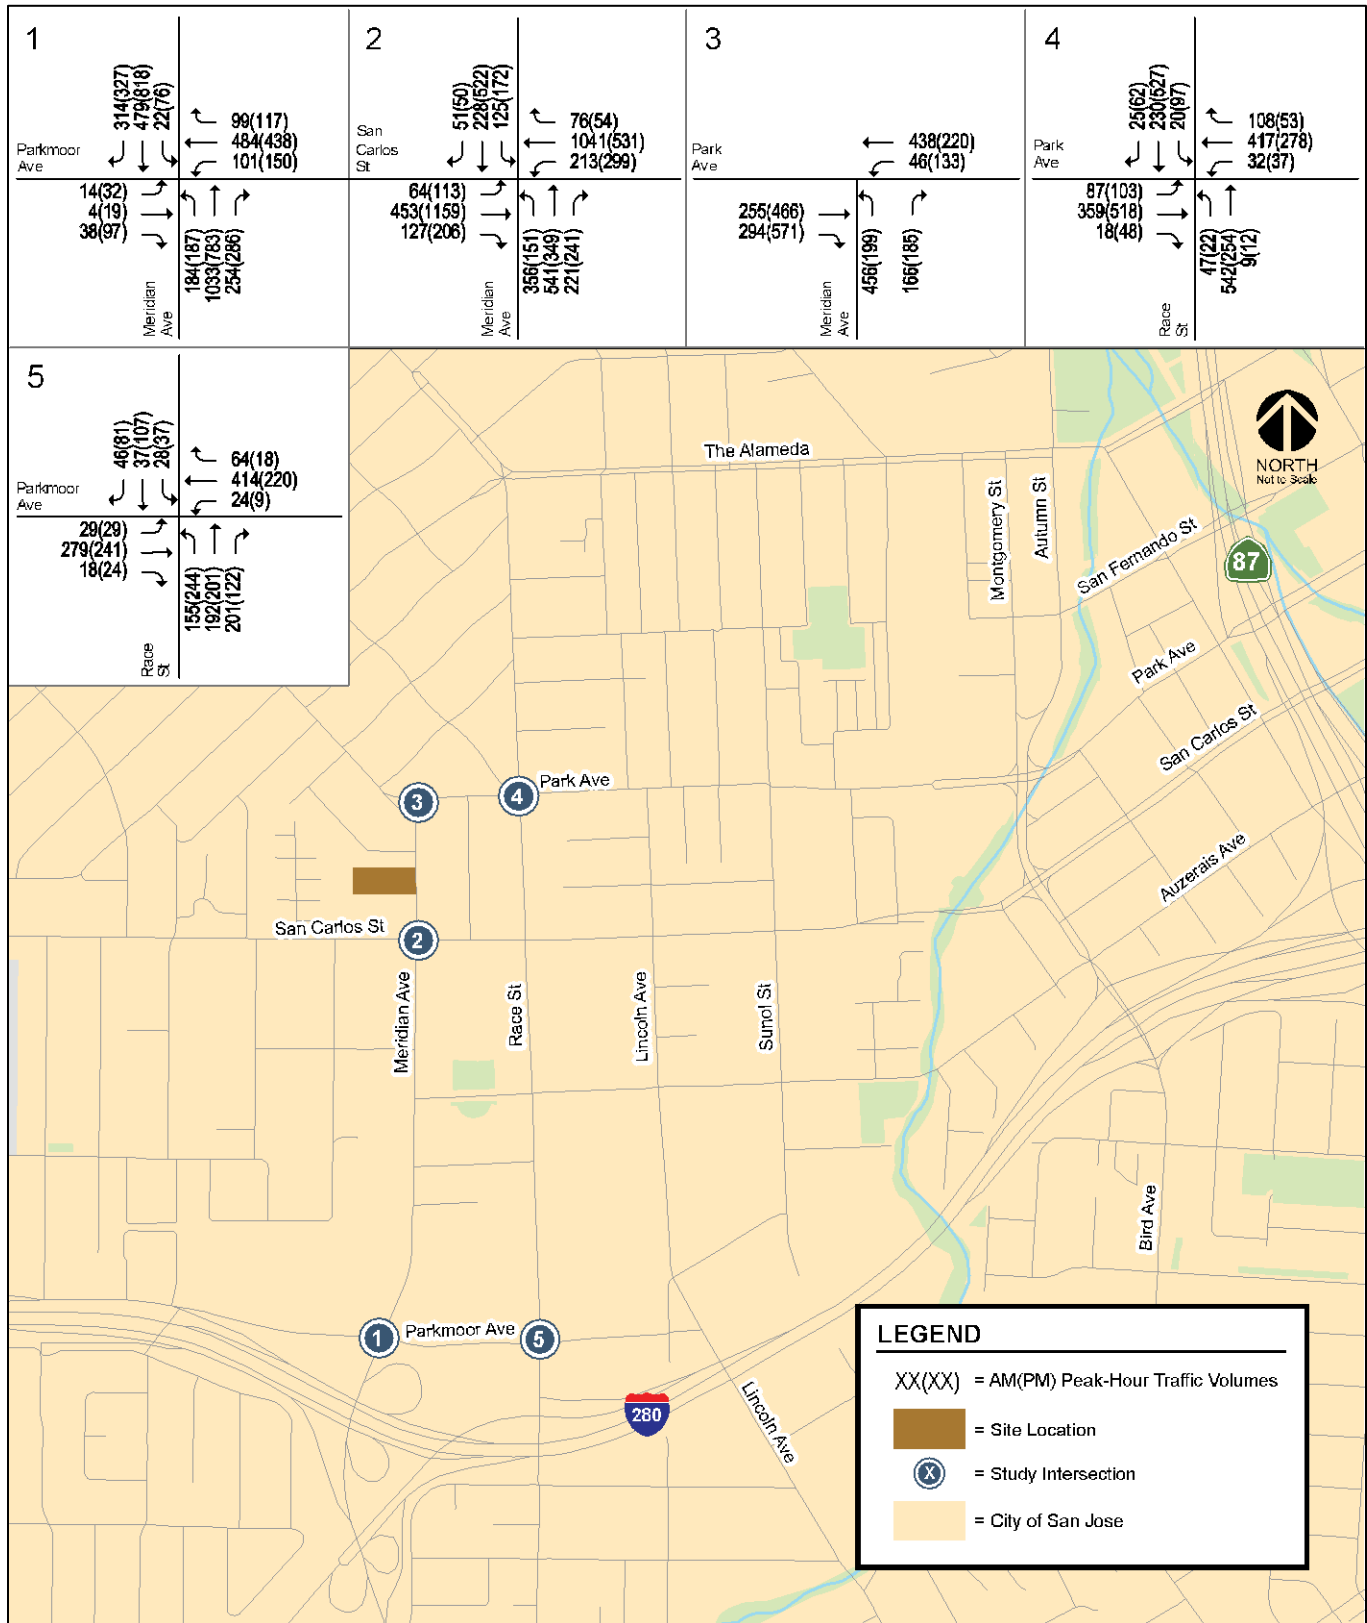 1
314(327)
479(818)
22(76)
99(117)
484(438)
101(150)
Parkmoor
Ave
14(32)
4(19)
38(97)
184(187)
1033(783)
254(286)
Meridian
Ave
2
51(50)
228(522)
125(172)
76(54)
1041(531)
213(299)
San
Carlos
St
64(113)
453(1159)
127(206)
356(151)
541(349)
221(241)
Meridian
Ave
3
438(220)
46(133)
Park
Ave
255(466)
294(571)
456(199)
166(185)
Meridian
Ave
4
25(62)
230(527)
20(97)
108(53)
417(278)
32(37)
Park
Ave
87(103)
359(518)
18(48)
47(22)
542(254)
9(12)
Race
St
5
46(81)
37(107)
28(37)
64(18)
414(220)
24(9)
Parkmoor
Ave
29(29)
279(241)
18(24)
155(244)
192(201)
201(122)
Race
St
NORTH
Not to Scale
The Alameda
Montgomery St
Autumn St
San Fernando St
87
Park Ave
San Carlos St
Auzerais Ave
3
4
Park Ave
San Carlos St
2
Meridian Ave
Race St
Lincoln Ave
Sunol St
Bird Ave
1
Parkmoor Ave
5
280
Lincoln Ave
LEGEND
XX(XX) = AM(PM) Peak-Hour Traffic Volumes
= Site Location
X = Study Intersection
= City of San Jose